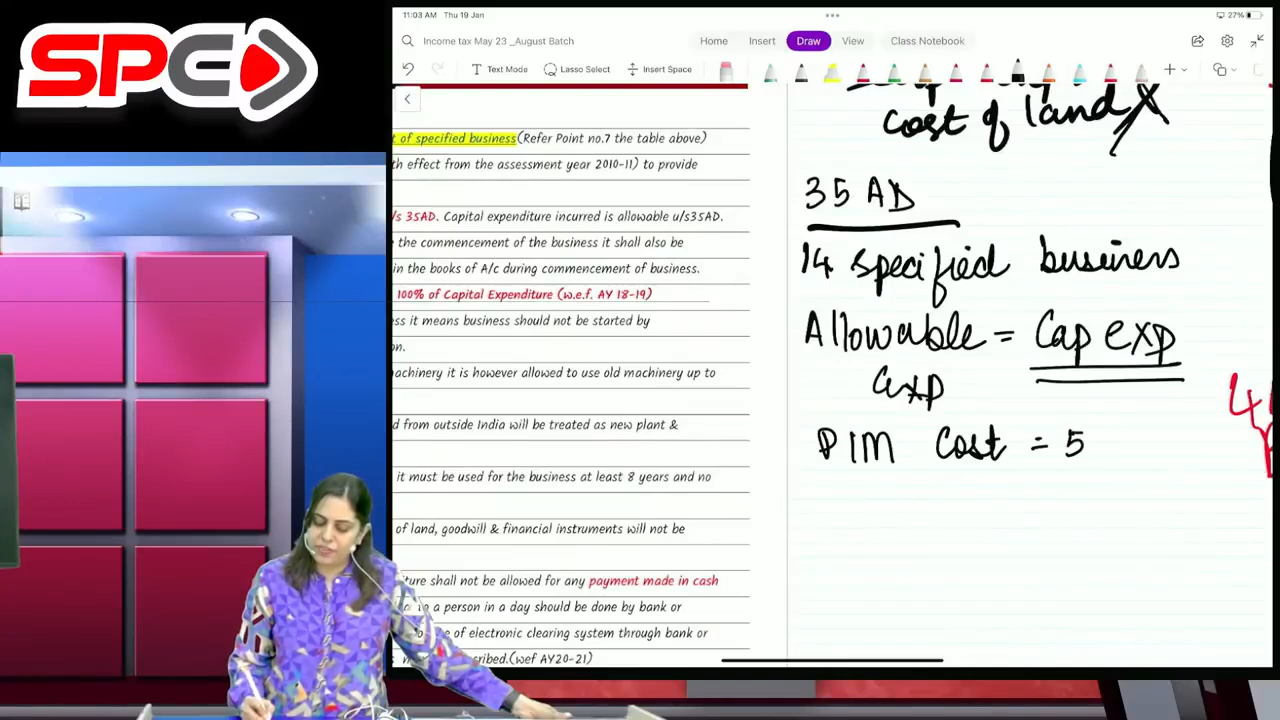 SPE
11:03 AM Thu 19 Jan
27%
Income tax May 23 _August Batch
Home Insert Draw View Class Notebook
Text Mode Lasso Select Insert Space
t of specified business(Refer Point no.7 the table above)
th effect from the assessment year 2010-11) to provide
/s 35AD. Capital expenditure incurred is allowable u/s35AD.
the commencement of the business it shall also be
in the books of A/c during commencement of business.
100% of Capital Expenditure (w.e.f. AY 18-19)
ess it means business should not be started by
on.
achinery it is however allowed to use old machinery up to
d from outside India will be treated as new plant &
it must be used for the business at least 8 years and no
of land, goodwill & financial instruments will not be
iture shall not be allowed for any payment made in cash
to a person in a day should be done by bank or
of electronic clearing system through bank or
scribed.(wef AY20-21)
cost of land X
35 AD
14 specified business
Allowable = Cap exp
exp
P IM Cost = 5